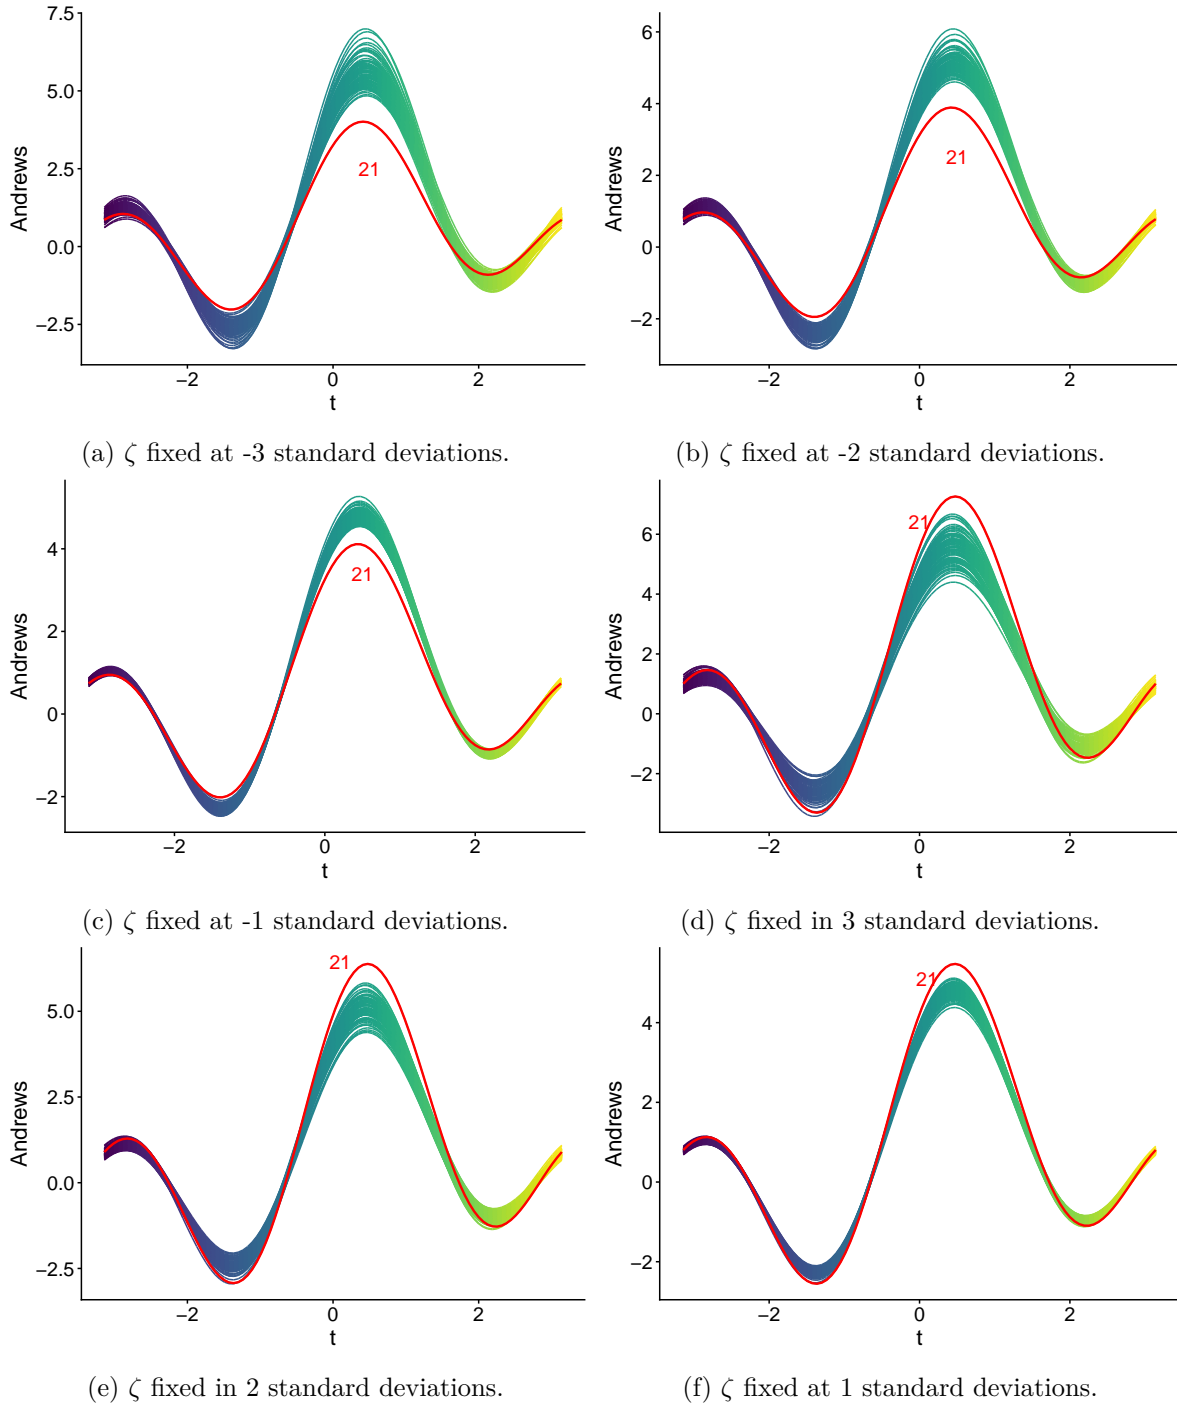 7.5
5.0
2.5
0.0
−2.5
Andrews
21
−2 0 2
t
(a) ζ fixed at -3 standard deviations.
6
4
2
0
−2
Andrews
21
−2 0 2
t
(b) ζ fixed at -2 standard deviations.
4
2
0
−2
Andrews
21
−2 0 2
t
(c) ζ fixed at -1 standard deviations.
6
4
2
0
−2
Andrews
21
−2 0 2
t
(d) ζ fixed in 3 standard deviations.
5.0
2.5
0.0
−2.5
Andrews
21
−2 0 2
t
(e) ζ fixed in 2 standard deviations.
4
2
0
−2
Andrews
21
−2 0 2
t
(f) ζ fixed at 1 standard deviations.